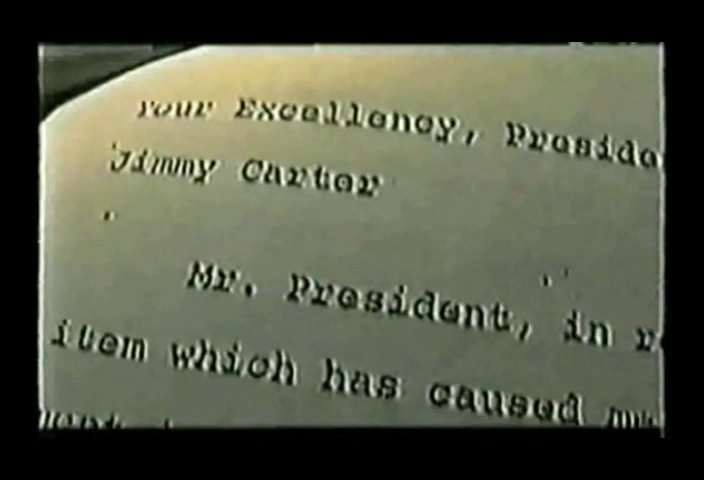 Your Excellency, Preside
Jimmy Carter
Mr. President, in r
item which has caused